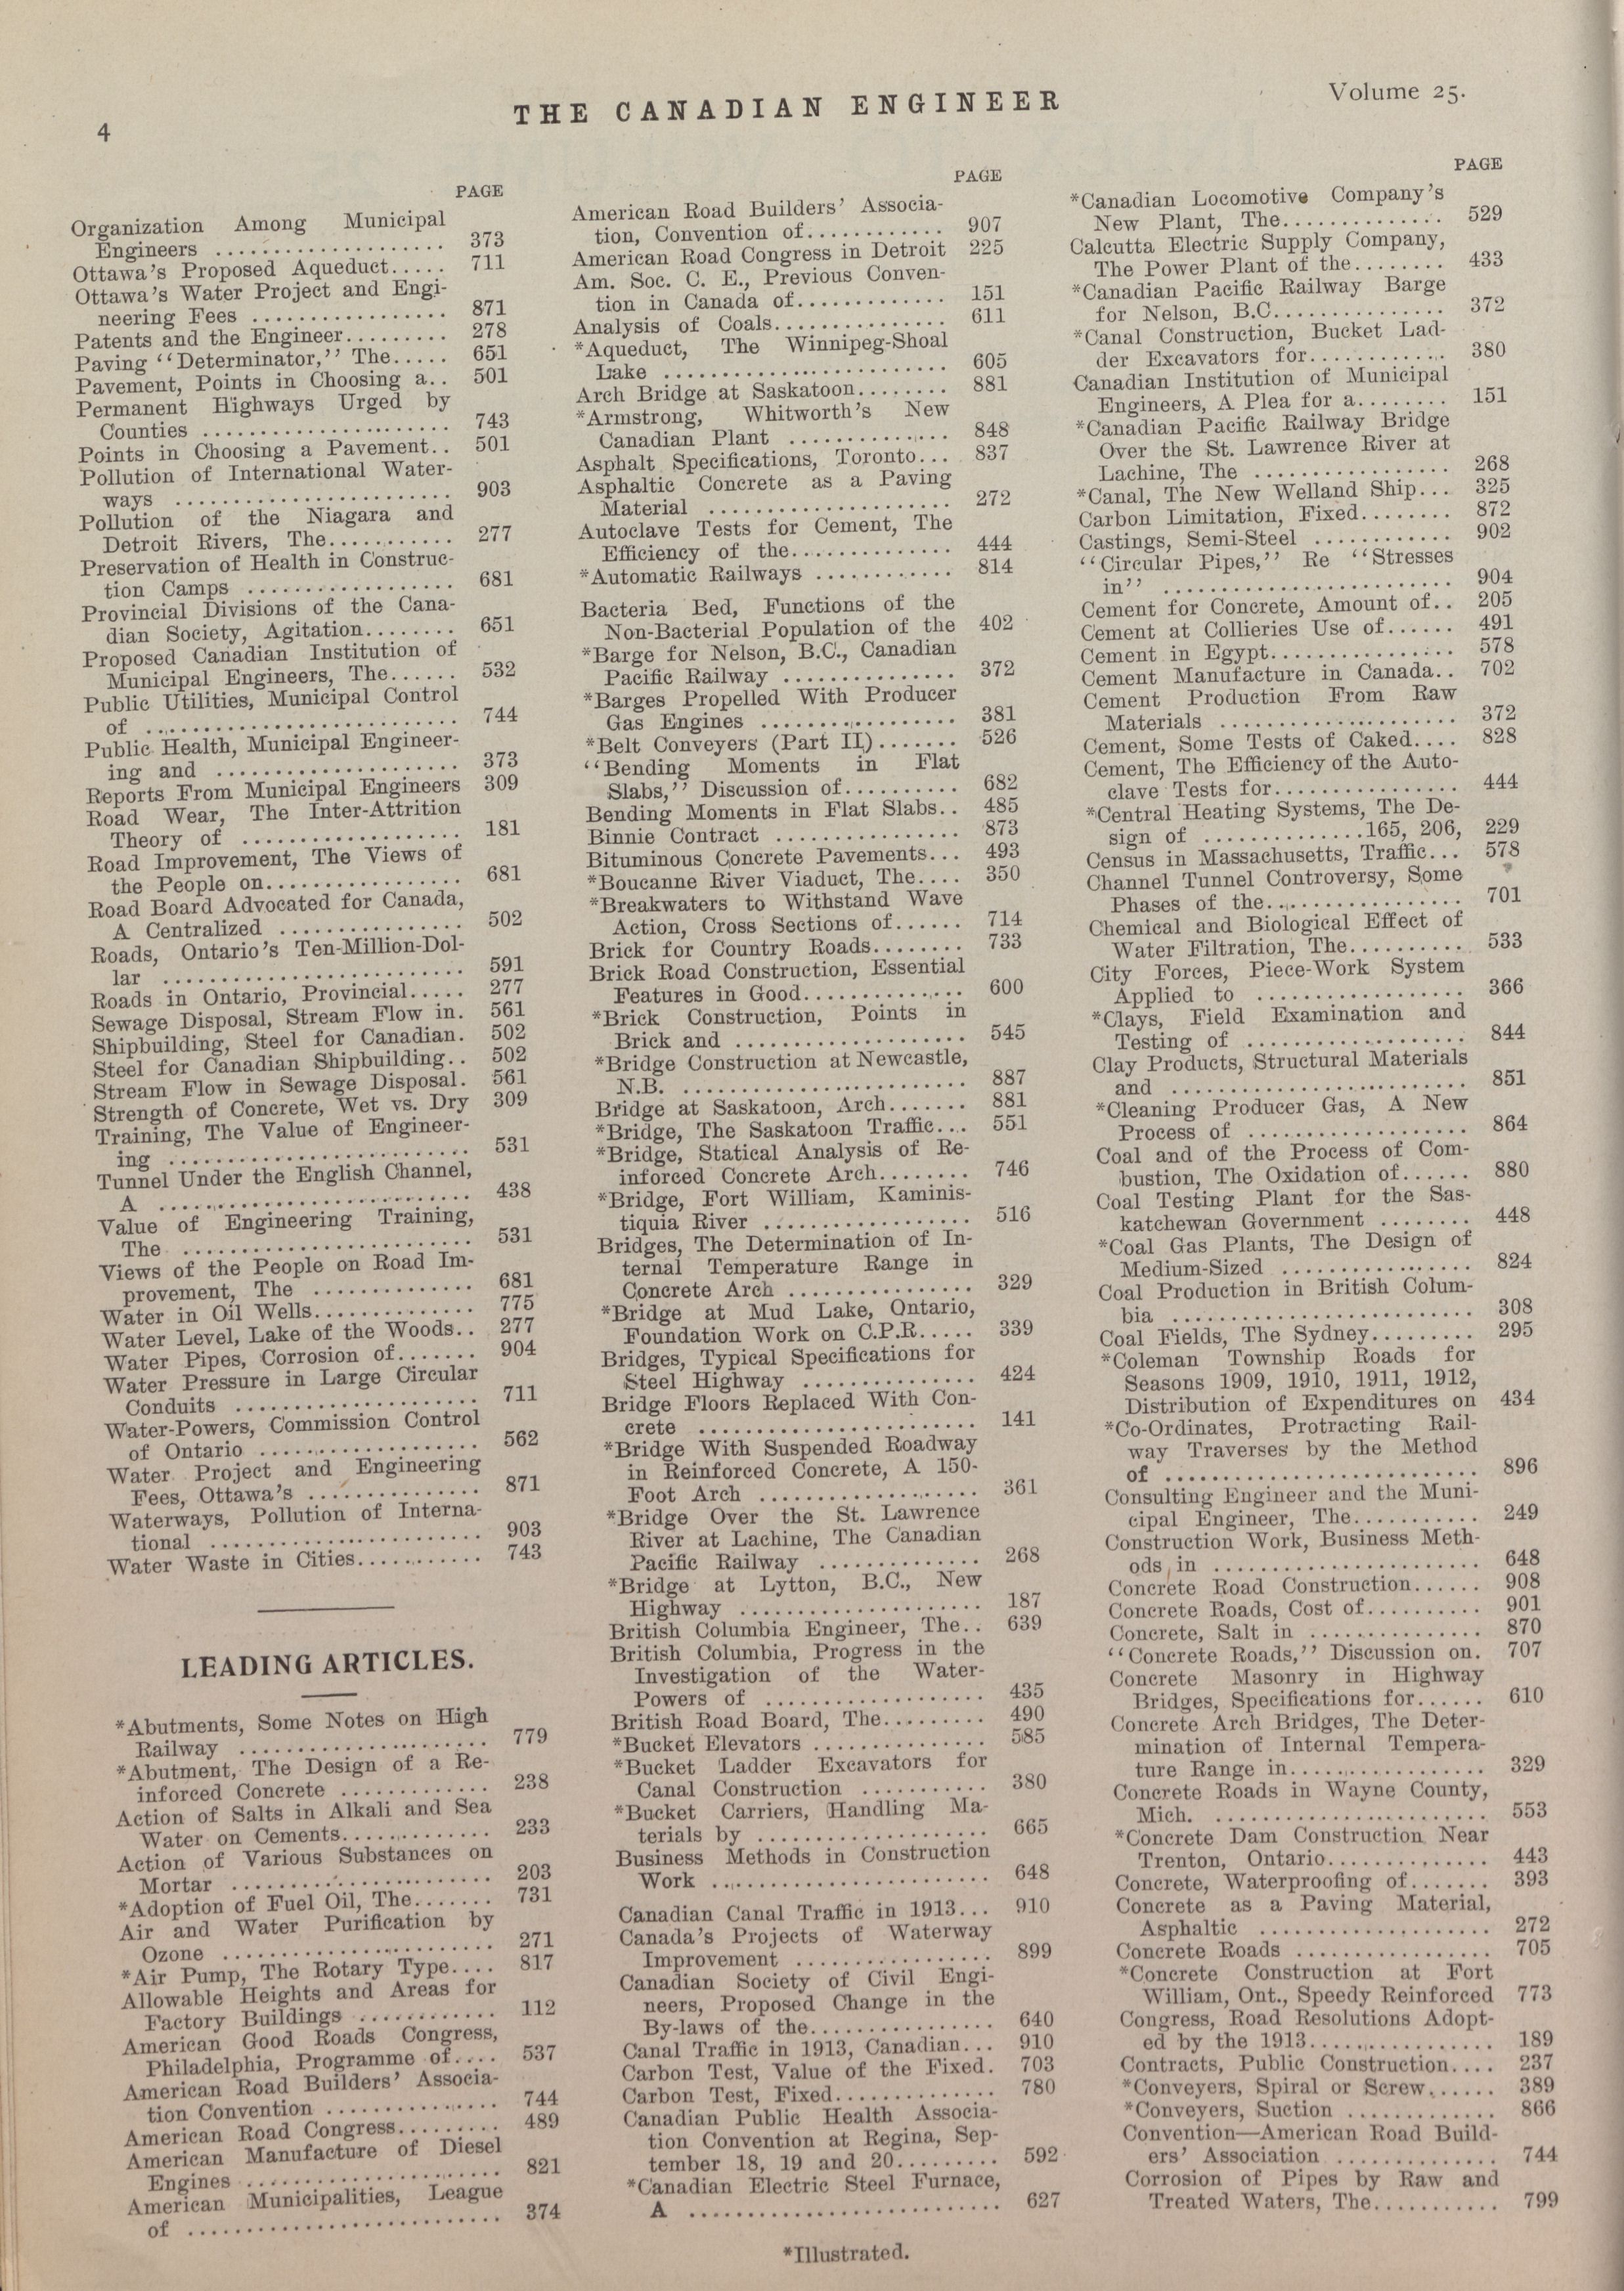 4
THE CANADIAN ENGINEER
Volume 25.
PAGE
Organization Among Municipal
Engineers .................... 373
Ottawa's Proposed Aqueduct..... 711
Ottawa's Water Project and Engi-
neering Fees ................. 871
Patents and the Engineer......... 278
Paving "Determinator," The..... 651
Pavement, Points in Choosing a.. 501
Permanent Highways Urged by
Counties ..................... 743
Points in Choosing a Pavement.. 501
Pollution of International Water-
ways ........................ 903
Pollution of the Niagara and
Detroit Rivers, The........... 277
Preservation of Health in Construc-
tion Camps .................. 681
Provincial Divisions of the Cana-
dian Society, Agitation........ 651
Proposed Canadian Institution of
Municipal Engineers, The...... 532
Public Utilities, Municipal Control
of ........................... 744
Public Health, Municipal Engineer-
ing and ..................... 373
Reports From Municipal Engineers 309
Road Wear, The Inter-Attrition
Theory of ................... 181
Road Improvement, The Views of
the People on................. 681
Road Board Advocated for Canada,
A Centralized ................ 502
Roads, Ontario's Ten-Million-Dol-
lar .......................... 591
Roads in Ontario, Provincial..... 277
Sewage Disposal, Stream Flow in. 561
Shipbuilding, Steel for Canadian. 502
Steel for Canadian Shipbuilding.. 502
Stream Flow in Sewage Disposal. 561
Strength of Concrete, Wet vs. Dry 309
Training, The Value of Engineer-
ing .......................... 531
Tunnel Under the English Channel,
A ........................... 438
Value of Engineering Training,
The ......................... 531
Views of the People on Road Im-
provement, The .............. 681
Water in Oil Wells.............. 775
Water Level, Lake of the Woods.. 277
Water Pipes, Corrosion of....... 904
Water Pressure in Large Circular
Conduits ..................... 711
Water-Powers, Commission Control
of Ontario ................... 562
Water Project and Engineering
Fees, Ottawa's ............... 871
Waterways, Pollution of Interna-
tional ....................... 903
Water Waste in Cities........... 743
LEADING ARTICLES.
*Abutments, Some Notes on High
Railway ..................... 779
*Abutment, The Design of a Re-
inforced Concrete ............ 238
Action of Salts in Alkali and Sea
Water on Cements............. 233
Action of Various Substances on
Mortar ...................... 203
*Adoption of Fuel Oil, The....... 731
Air and Water Purification by
Ozone ....................... 271
*Air Pump, The Rotary Type.... 817
Allowable Heights and Areas for
Factory Buildings ............ 112
American Good Roads Congress,
Philadelphia, Programme of.... 537
American Road Builders' Associa-
tion Convention ............... 744
American Road Congress......... 489
American Manufacture of Diesel
Engines ...................... 821
American Municipalities, League
of ........................... 374
PAGE
American Road Builders' Associa-
tion, Convention of............ 907
American Road Congress in Detroit 225
Am. Soc. C. E., Previous Conven-
tion in Canada of............. 151
Analysis of Coals............... 611
*Aqueduct, The Winnipeg-Shoal
Lake ........................ 605
Arch Bridge at Saskatoon........ 881
*Armstrong, Whitworth's New
Canadian Plant .............. 848
Asphalt Specifications, Toronto... 837
Asphaltic Concrete as a Paving
Material ..................... 272
Autoclave Tests for Cement, The
Efficiency of the.............. 444
*Automatic Railways ............ 814
Bacteria Bed, Functions of the
Non-Bacterial Population of the 402
*Barge for Nelson, B.C., Canadian
Pacific Railway ............... 372
*Barges Propelled With Producer
Gas Engines ................. 381
*Belt Conveyers (Part II)....... 526
"Bending Moments in Flat
Slabs," Discussion of.......... 682
Bending Moments in Flat Slabs.. 485
Binnie Contract ................ 873
Bituminous Concrete Pavements... 493
*Boucanne River Viaduct, The.... 350
*Breakwaters to Withstand Wave
Action, Cross Sections of...... 714
Brick for Country Roads........ 733
Brick Road Construction, Essential
Features in Good.............. 600
*Brick Construction, Points in
Brick and .................... 545
*Bridge Construction at Newcastle,
N.B. ........................ 887
Bridge at Saskatoon, Arch....... 881
*Bridge, The Saskatoon Traffic... 551
*Bridge, Statical Analysis of Re-
inforced Concrete Arch........ 746
*Bridge, Fort William, Kaminis-
tiquia River .................. 516
Bridges, The Determination of In-
ternal Temperature Range in
Concrete Arch ................ 329
*Bridge at Mud Lake, Ontario,
Foundation Work on C.P.R..... 339
Bridges, Typical Specifications for
Steel Highway ............... 424
Bridge Floors Replaced With Con-
crete ........................ 141
*Bridge With Suspended Roadway
in Reinforced Concrete, A 150-
Foot Arch ................... 361
*Bridge Over the St. Lawrence
River at Lachine, The Canadian
Pacific Railway .............. 268
*Bridge at Lytton, B.C., New
Highway ..................... 187
British Columbia Engineer, The.. 639
British Columbia, Progress in the
Investigation of the Water-
Powers of ................... 435
British Road Board, The......... 490
*Bucket Elevators ............... 585
*Bucket Ladder Excavators for
Canal Construction ........... 380
*Bucket Carriers, Handling Ma-
terials by .................... 665
Business Methods in Construction
Work ........................ 648
Canadian Canal Traffic in 1913... 910
Canada's Projects of Waterway
Improvement ................. 899
Canadian Society of Civil Engi-
neers, Proposed Change in the
By-laws of the................ 640
Canal Traffic in 1913, Canadian... 910
Carbon Test, Value of the Fixed. 703
Carbon Test, Fixed.............. 780
Canadian Public Health Associa-
tion Convention at Regina, Sep-
tember 18, 19 and 20.......... 592
*Canadian Electric Steel Furnace,
A ........................... 627
PAGE
*Canadian Locomotive Company's
New Plant, The.............. 529
Calcutta Electric Supply Company,
The Power Plant of the........ 433
*Canadian Pacific Railway Barge
for Nelson, B.C............... 372
*Canal Construction, Bucket Lad-
der Excavators for............ 380
Canadian Institution of Municipal
Engineers, A Plea for a........ 151
*Canadian Pacific Railway Bridge
Over the St. Lawrence River at
Lachine, The ................. 268
*Canal, The New Welland Ship... 325
Carbon Limitation, Fixed........ 872
Castings, Semi-Steel ............ 902
"Circular Pipes," Re "Stresses
in" ......................... 904
Cement for Concrete, Amount of.. 205
Cement at Collieries Use of...... 491
Cement in Egypt................ 578
Cement Manufacture in Canada.. 702
Cement Production From Raw
Materials .................... 372
Cement, Some Tests of Caked.... 828
Cement, The Efficiency of the Auto-
clave Tests for................ 444
*Central Heating Systems, The De-
sign of ..............165, 206, 229
Census in Massachusetts, Traffic... 578
Channel Tunnel Controversy, Some
Phases of the................. 701
Chemical and Biological Effect of
Water Filtration, The.......... 533
City Forces, Piece-Work System
Applied to .................. 366
*Clays, Field Examination and
Testing of ................... 844
Clay Products, Structural Materials
and .......................... 851
*Cleaning Producer Gas, A New
Process of ................... 864
Coal and of the Process of Com-
bustion, The Oxidation of...... 880
Coal Testing Plant for the Sas-
katchewan Government ........ 448
*Coal Gas Plants, The Design of
Medium-Sized ................ 824
Coal Production in British Colum-
bia .......................... 308
Coal Fields, The Sydney......... 295
*Coleman Township Roads for
Seasons 1909, 1910, 1911, 1912,
Distribution of Expenditures on 434
*Co-Ordinates, Protracting Rail-
way Traverses by the Method
of ........................... 896
Consulting Engineer and the Muni-
cipal Engineer, The........... 249
Construction Work, Business Meth-
ods in ....................... 648
Concrete Road Construction...... 908
Concrete Roads, Cost of.......... 901
Concrete, Salt in ............... 870
"Concrete Roads," Discussion on. 707
Concrete Masonry in Highway
Bridges, Specifications for...... 610
Concrete Arch Bridges, The Deter-
mination of Internal Tempera-
ture Range in................. 329
Concrete Roads in Wayne County,
Mich. ........................ 553
*Concrete Dam Construction Near
Trenton, Ontario.............. 443
Concrete, Waterproofing of....... 393
Concrete as a Paving Material,
Asphaltic .................... 272
Concrete Roads ................. 705
*Concrete Construction at Fort
William, Ont., Speedy Reinforced 773
Congress, Road Resolutions Adopt-
ed by the 1913................ 189
Contracts, Public Construction.... 237
*Conveyers, Spiral or Screw...... 389
*Conveyers, Suction ............. 866
Convention—American Road Build-
ers' Association .............. 744
Corrosion of Pipes by Raw and
Treated Waters, The........... 799
*Illustrated.